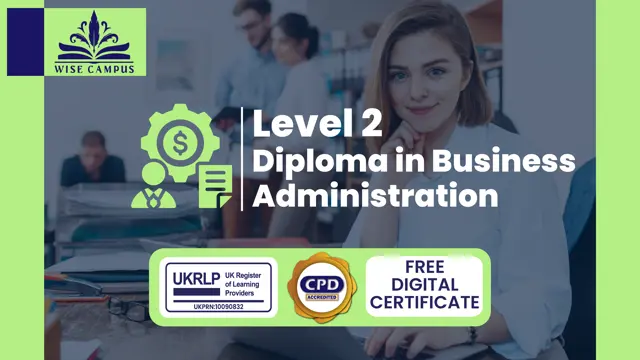 WISE CAMPUS
Level 2
Diploma in Business
Administration
UKRLP
UK Register
of Learning
Providers
UKPRN:10090832
CPD
ACCREDITED
FREE
DIGITAL
CERTIFICATE